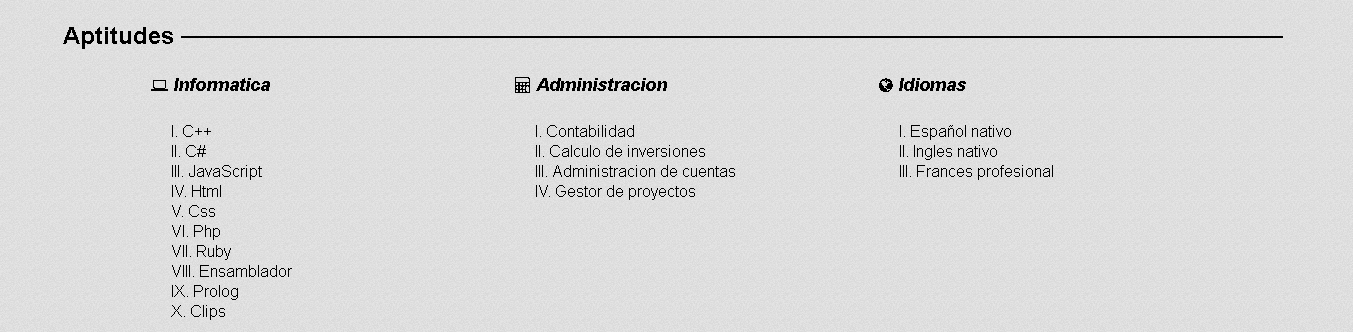 Aptitudes
Informatica
I. C++
II. C#
III. JavaScript
IV. Html
V. Css
VI. Php
VII. Ruby
VIII. Ensamblador
IX. Prolog
X. Clips
Administracion
I. Contabilidad
II. Calculo de inversiones
III. Administracion de cuentas
IV. Gestor de proyectos
Idiomas
I. Español nativo
II. Ingles nativo
III. Frances profesional